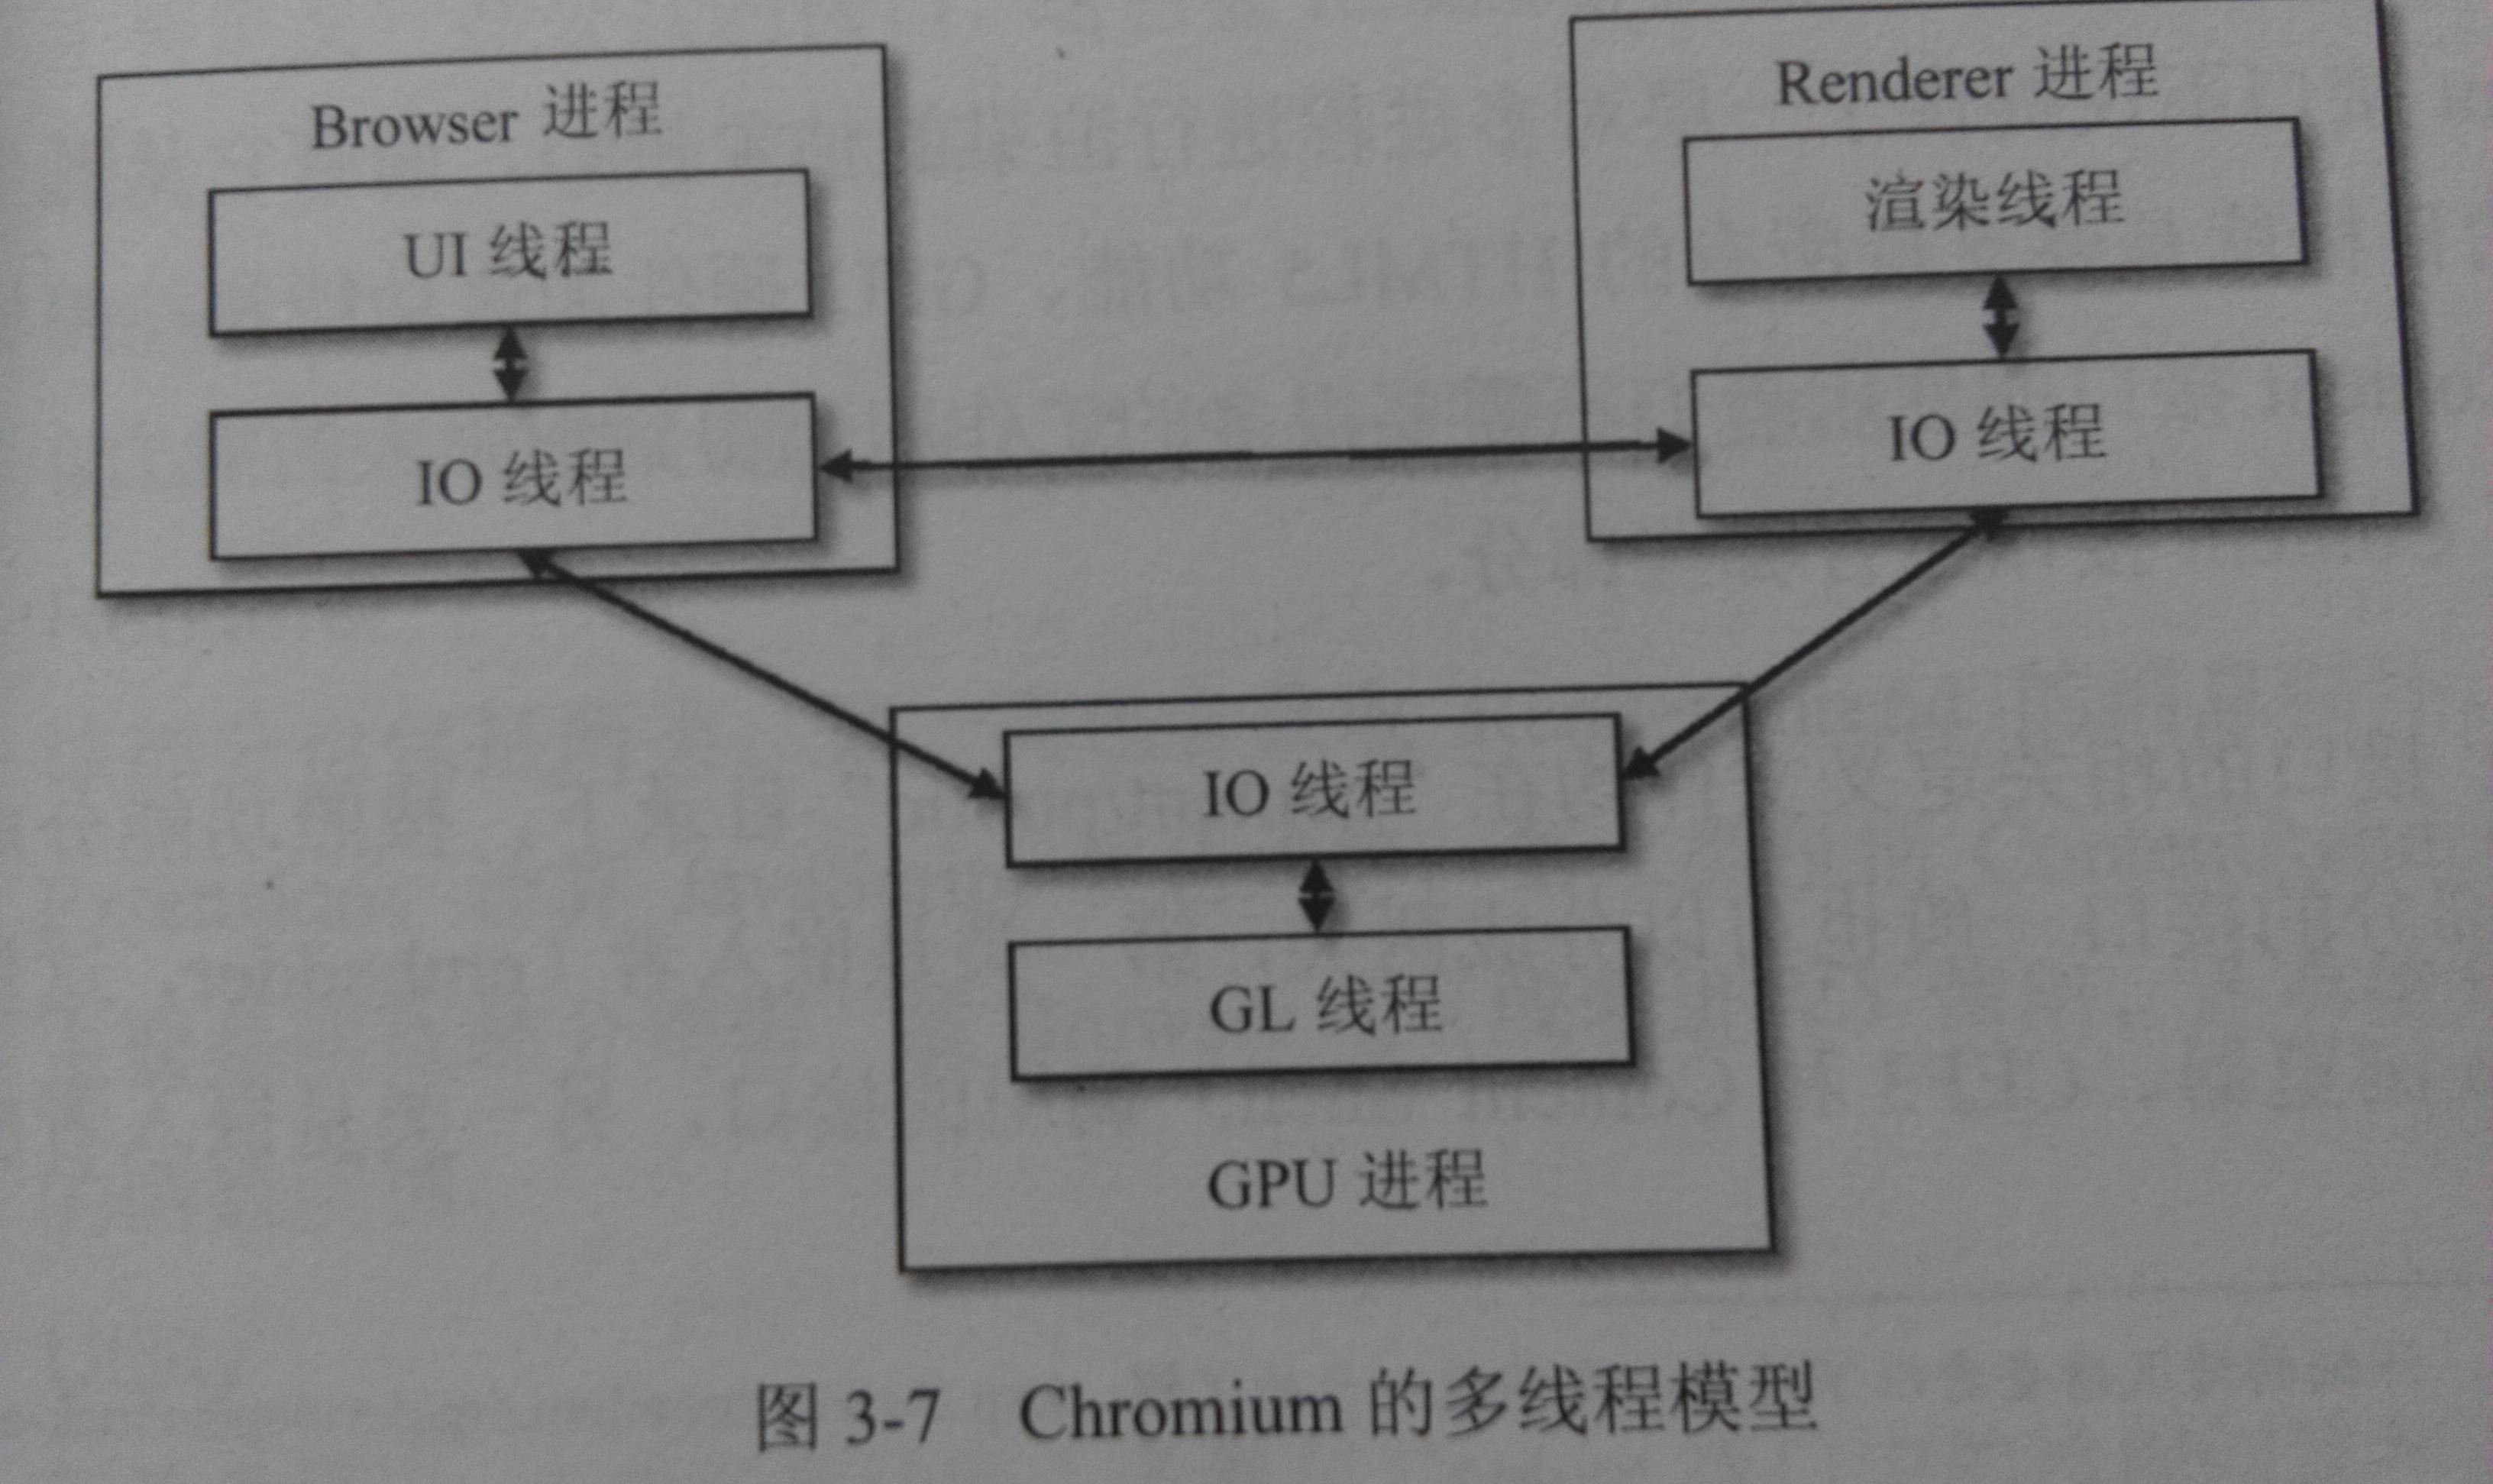 Browser 进程
UI 线程
IO 线程
Renderer 进程
渲染线程
IO 线程
IO 线程
GL 线程
GPU 进程
图 3-7 Chromium 的多线程模型